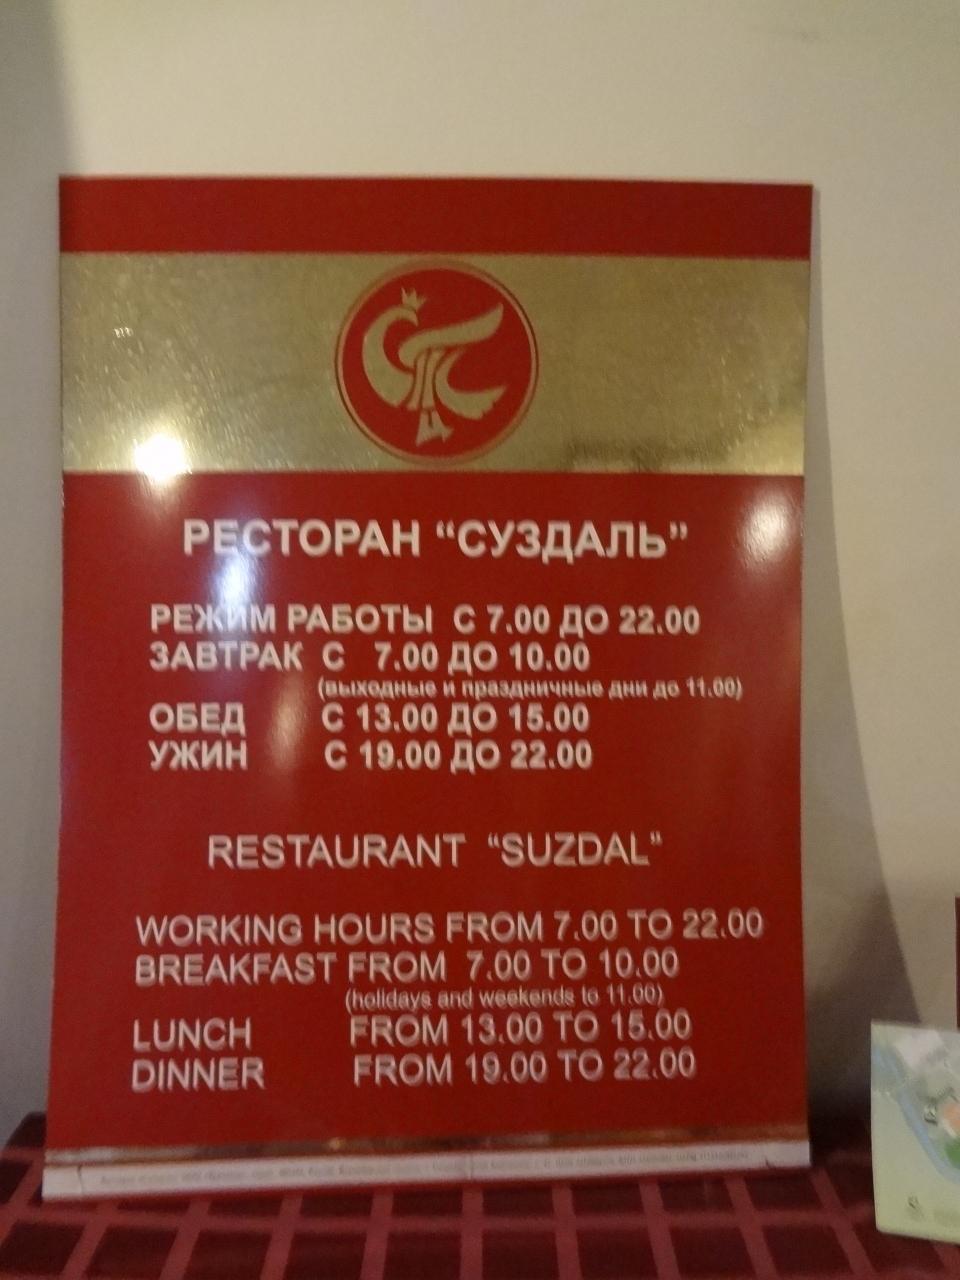 РЕСТОРАН “СУЗДАЛЬ”
РЕЖИМ РАБОТЫ С 7.00 ДО 22.00
ЗАВТРАК С 7.00 ДО 10.00
(выходные и праздничные дни до 11.00)
ОБЕД С 13.00 ДО 15.00
УЖИН С 19.00 ДО 22.00
RESTAURANT “SUZDAL”
WORKING HOURS FROM 7.00 TO 22.00
BREAKFAST FROM 7.00 TO 10.00
(holidays and weekends to 11.00)
LUNCH FROM 13.00 TO 15.00
DINNER FROM 19.00 TO 22.00